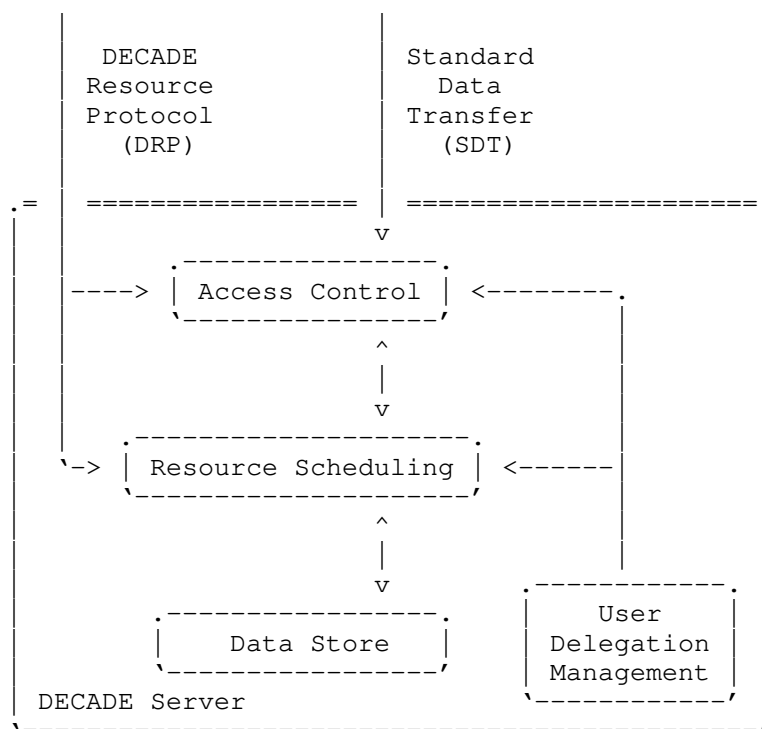 DECADE Standard
Resource Data
Protocol Transfer
(DRP) (SDT)
Access Control
Resource Scheduling
User
Data Store Delegation
Management
DECADE Server